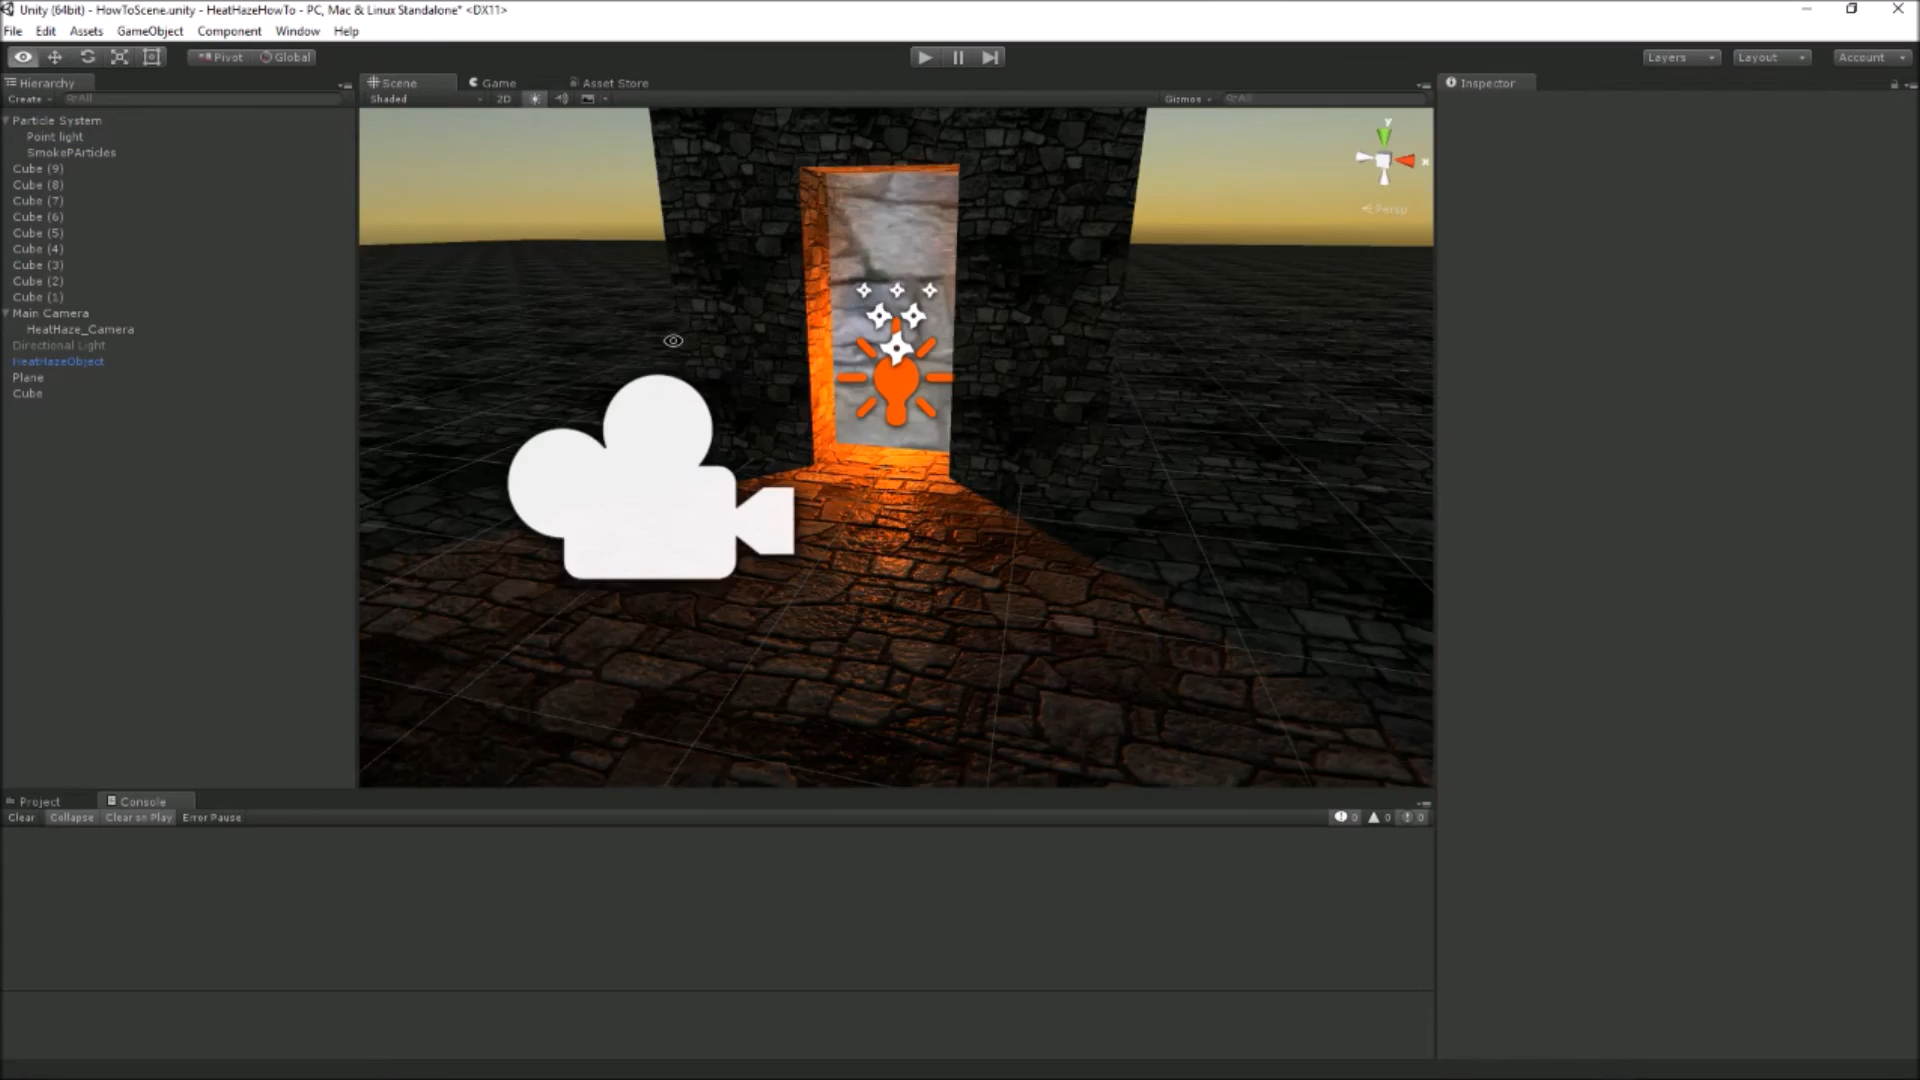 Unity (64bit) - HowToScene.unity - HeatHazeHowTo - PC, Mac & Linux Standalone* <DX11>
File Edit Assets GameObject Component Window Help
Pivot Global Layers Layout Account
Hierarchy Scene Game Asset Store Inspector
Create All Shaded 2D Gizmos All
Particle System
Point light
SmokePArticles
Cube (9)
Cube (8)
Cube (7)
Cube (6)
Cube (5)
Cube (4)
Cube (3)
Cube (2)
Cube (1)
Main Camera
HeatHaze_Camera
Directional Light
HeatHazeObject
Plane
Cube
y
x
Persp
Project Console
Clear Collapse Clear on Play Error Pause 0 0 0